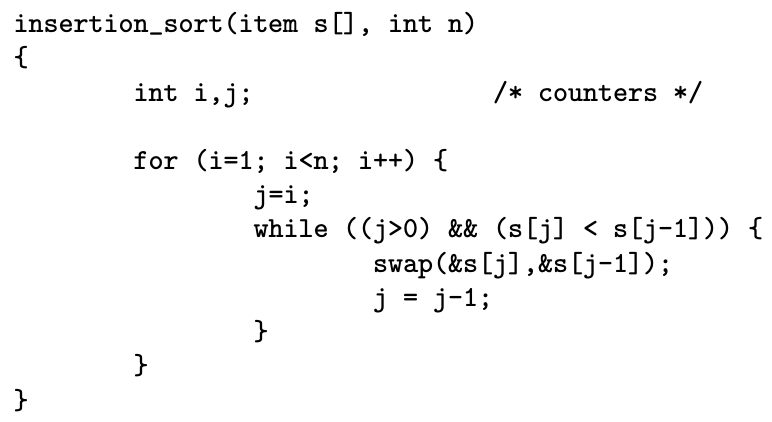 insertion_sort(item s[], int n)
{
        int i,j;                /* counters */

        for (i=1; i<n; i++) {
                j=i;
                while ((j>0) && (s[j] < s[j-1])) {
                        swap(&s[j],&s[j-1]);
                        j = j-1;
                }
        }
}